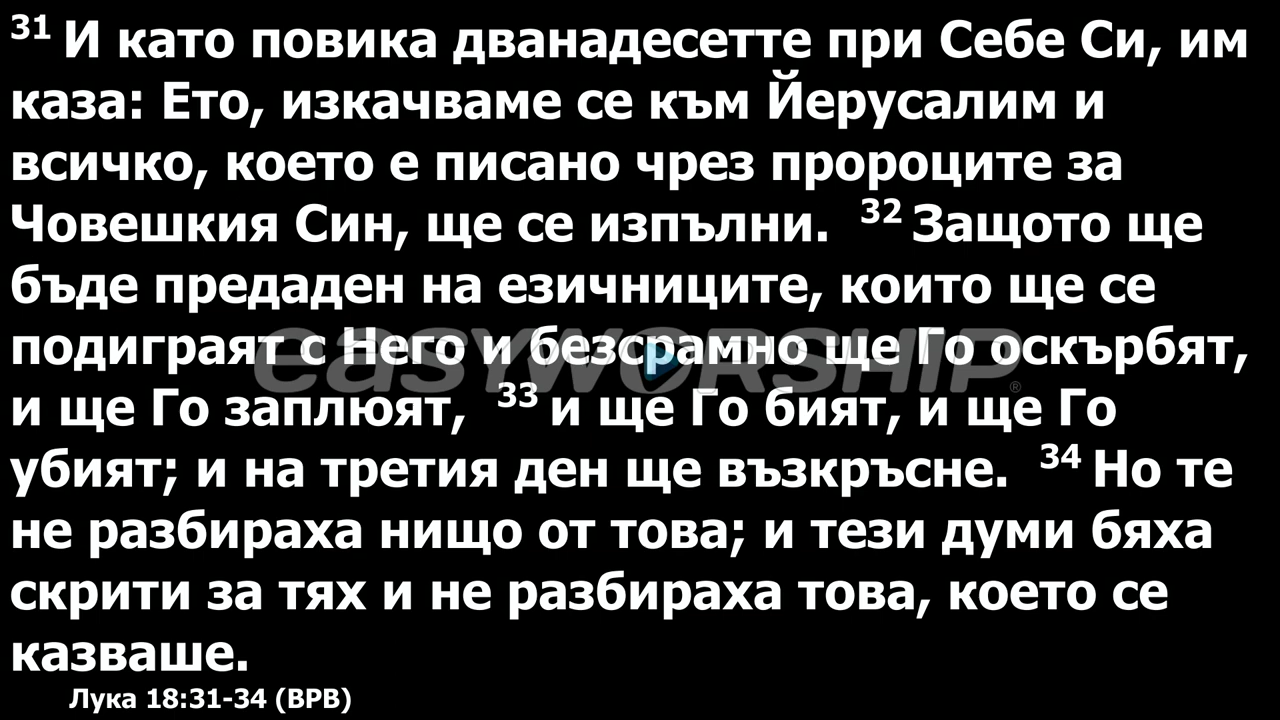 31 И като повика дванадесетте при Себе Си, им
каза: Ето, изкачваме се към Йерусалим и
всичко, което е писано чрез пророците за
Човешкия Син, ще се изпълни. 32 Защото ще
бъде предаден на езичниците, които ще се
подиграят с Него и безсрамно ще Го оскърбят,
easyworship®
и ще Го заплюят, 33 и ще Го бият, и ще Го
убият; и на третия ден ще възкръсне. 34 Но те
не разбираха нищо от това; и тези думи бяха
скрити за тях и не разбираха това, което се
казваше.
Лука 18:31-34 (ВРВ)